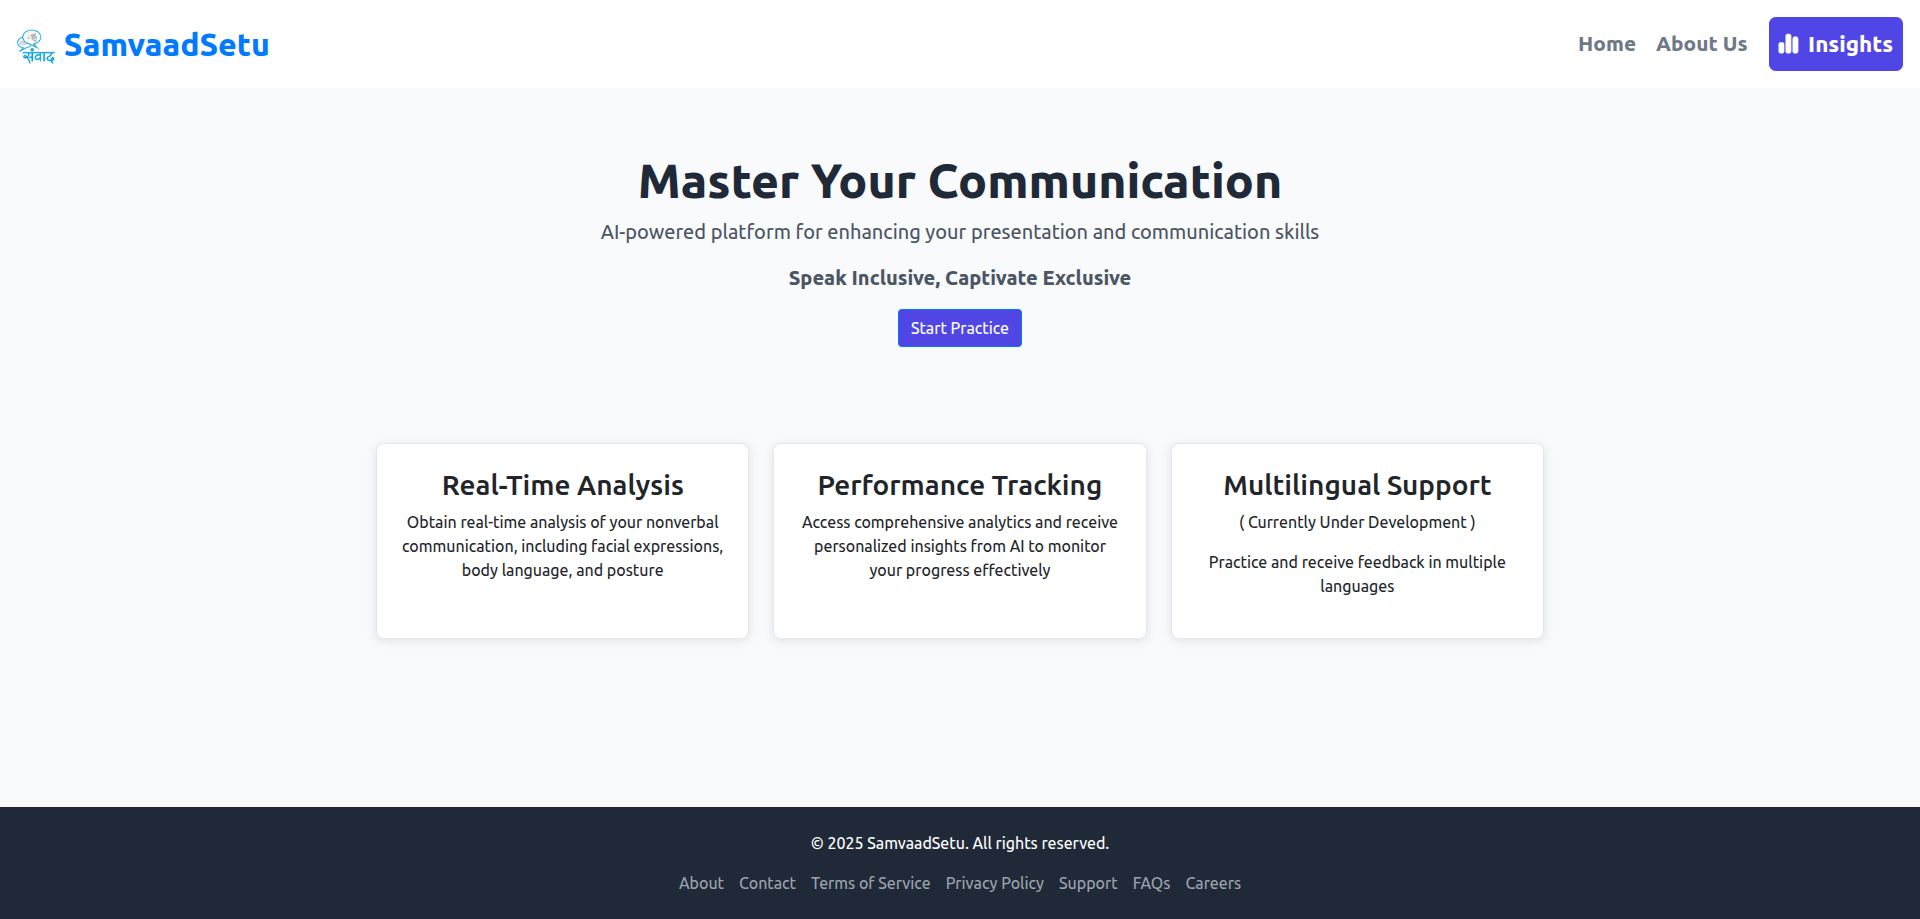 संवाद
SamvaadSetu
Home
About Us
Insights
Master Your Communication
AI-powered platform for enhancing your presentation and communication skills
Speak Inclusive, Captivate Exclusive
Start Practice
Real-Time Analysis
Obtain real-time analysis of your nonverbal
communication, including facial expressions,
body language, and posture
Performance Tracking
Access comprehensive analytics and receive
personalized insights from AI to monitor
your progress effectively
Multilingual Support
( Currently Under Development )
Practice and receive feedback in multiple
languages
© 2025 SamvaadSetu. All rights reserved.
About Contact Terms of Service Privacy Policy Support FAQs Careers